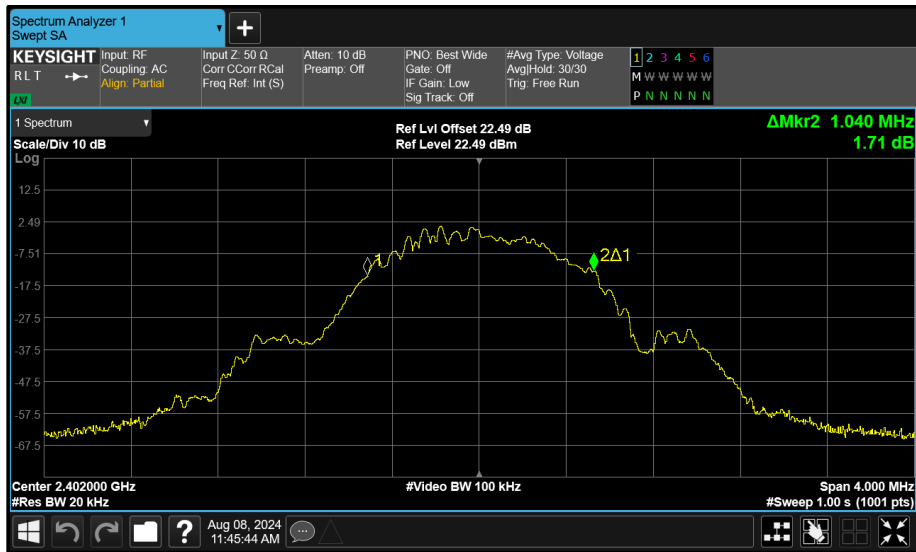 Spectrum Analyzer 1
Swept SA
KEYSIGHT
R L T
LXI
Input: RF
Coupling: AC
Align: Partial
Input Z: 50 Ω
Corr CCorr RCal
Freq Ref: Int (S)
Atten: 10 dB
Preamp: Off
PNO: Best Wide
Gate: Off
IF Gain: Low
Sig Track: Off
#Avg Type: Voltage
Avg|Hold: 30/30
Trig: Free Run
1 2 3 4 5 6
M W W W W W
P N N N N N
1 Spectrum
Scale/Div 10 dB
Ref Lvl Offset 22.49 dB
Ref Level 22.49 dBm
ΔMkr2 1.040 MHz
1.71 dB
Log
12.5
2.49
-7.51
-17.5
-27.5
-37.5
-47.5
-57.5
-67.5
1
2Δ1
Center 2.402000 GHz
#Video BW 100 kHz
Span 4.000 MHz
#Res BW 20 kHz
#Sweep 1.00 s (1001 pts)
?
Aug 08, 2024
11:45:44 AM